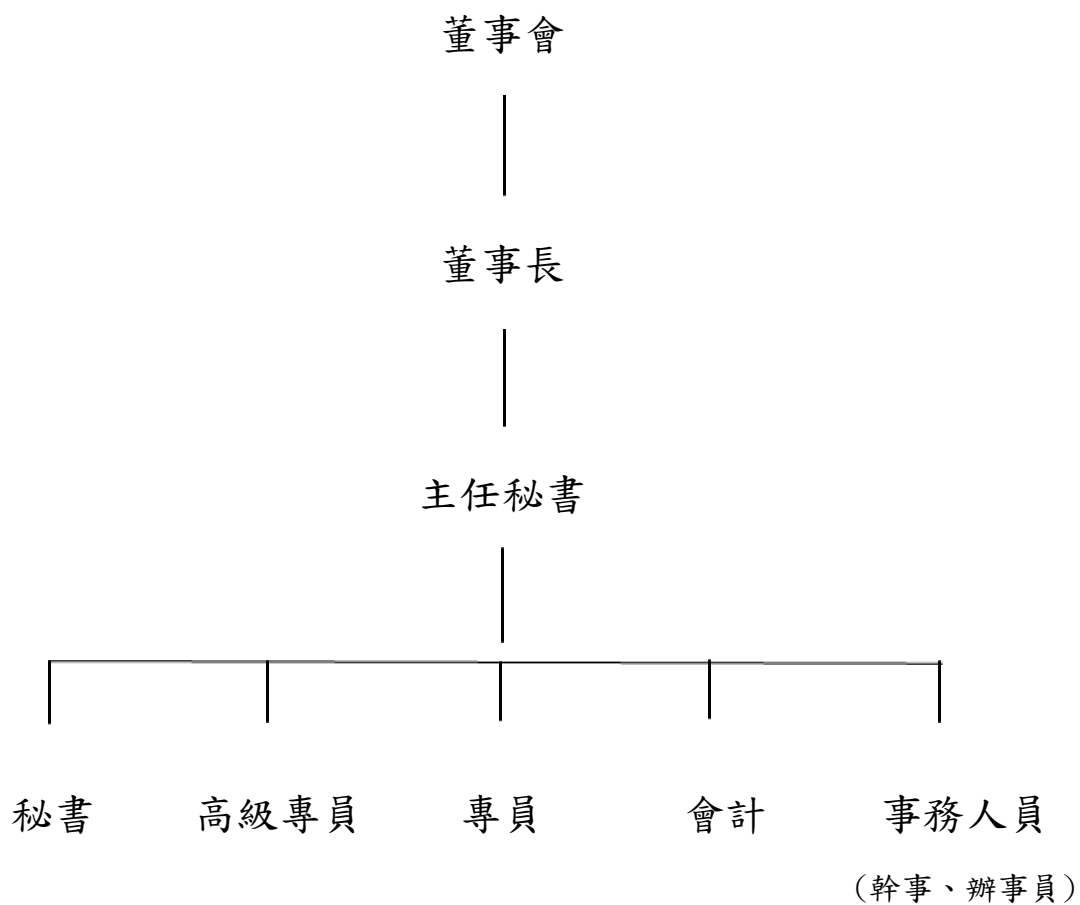 董事會
董事長
主任秘書
秘書 高級專員 專員 會計 事務人員
(幹事、辦事員)